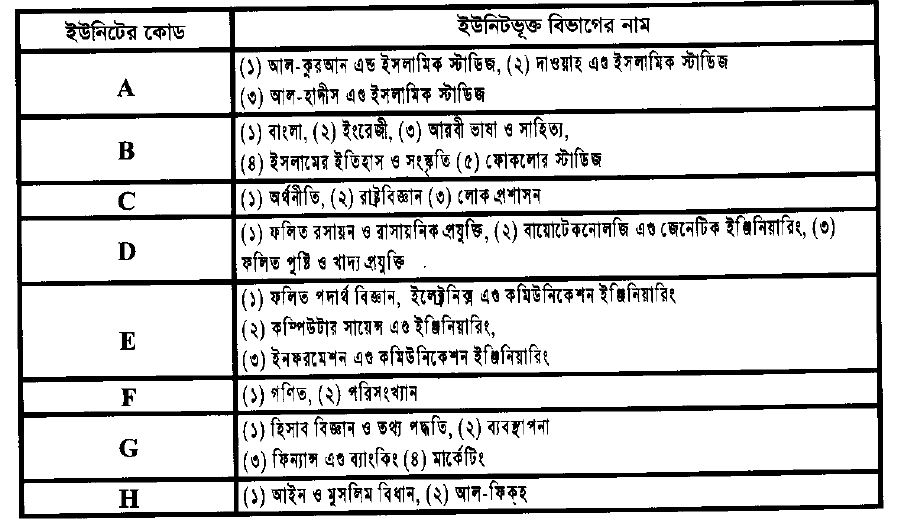 ইউনিটের কোড ইউনিটভূক্ত বিভাগের নাম
A
(১) আল-কুরআন এন্ড ইসলামিক স্টাডিজ, (২) দাওয়াহ এণ্ড ইসলামিক স্টাডিজ
(৩) আল-হাদীস এণ্ড ইসলামিক স্টাডিজ
B
(১) বাংলা, (২) ইংরেজী, (৩) আরবী ভাষা ও সাহিত্য,
(৪) ইসলামের ইতিহাস ও সংস্কৃতি (৫) ফোকলোর স্টাডিজ
C
(১) অর্থনীতি, (২) রাষ্ট্রবিজ্ঞান (৩) লোক প্রশাসন
D
(১) ফলিত রসায়ন ও রাসায়নিক প্রযুক্তি, (২) বায়োটেকনোলজি এণ্ড জেনেটিক ইঞ্জিনিয়ারিং, (৩)
ফলিত পুষ্টি ও খাদ্য প্রযুক্তি
E
(১) ফলিত পদার্থ বিজ্ঞান, ইলেক্ট্রনিক্স এণ্ড কমিউনিকেশন ইঞ্জিনিয়ারিং
(২) কম্পিউটার সায়েন্স এণ্ড ইঞ্জিনিয়ারিং,
(৩) ইনফরমেশন এণ্ড কমিউনিকেশন ইঞ্জিনিয়ারিং
F
(১) গণিত, (২) পরিসংখ্যান
G
(১) হিসাব বিজ্ঞান ও তথ্য পদ্ধতি, (২) ব্যবস্থাপনা
(৩) ফিন্যান্স এণ্ড ব্যাংকিং (৪) মার্কেটিং
H
(১) আইন ও মুসলিম বিধান, (২) আল-ফিক্‌হ